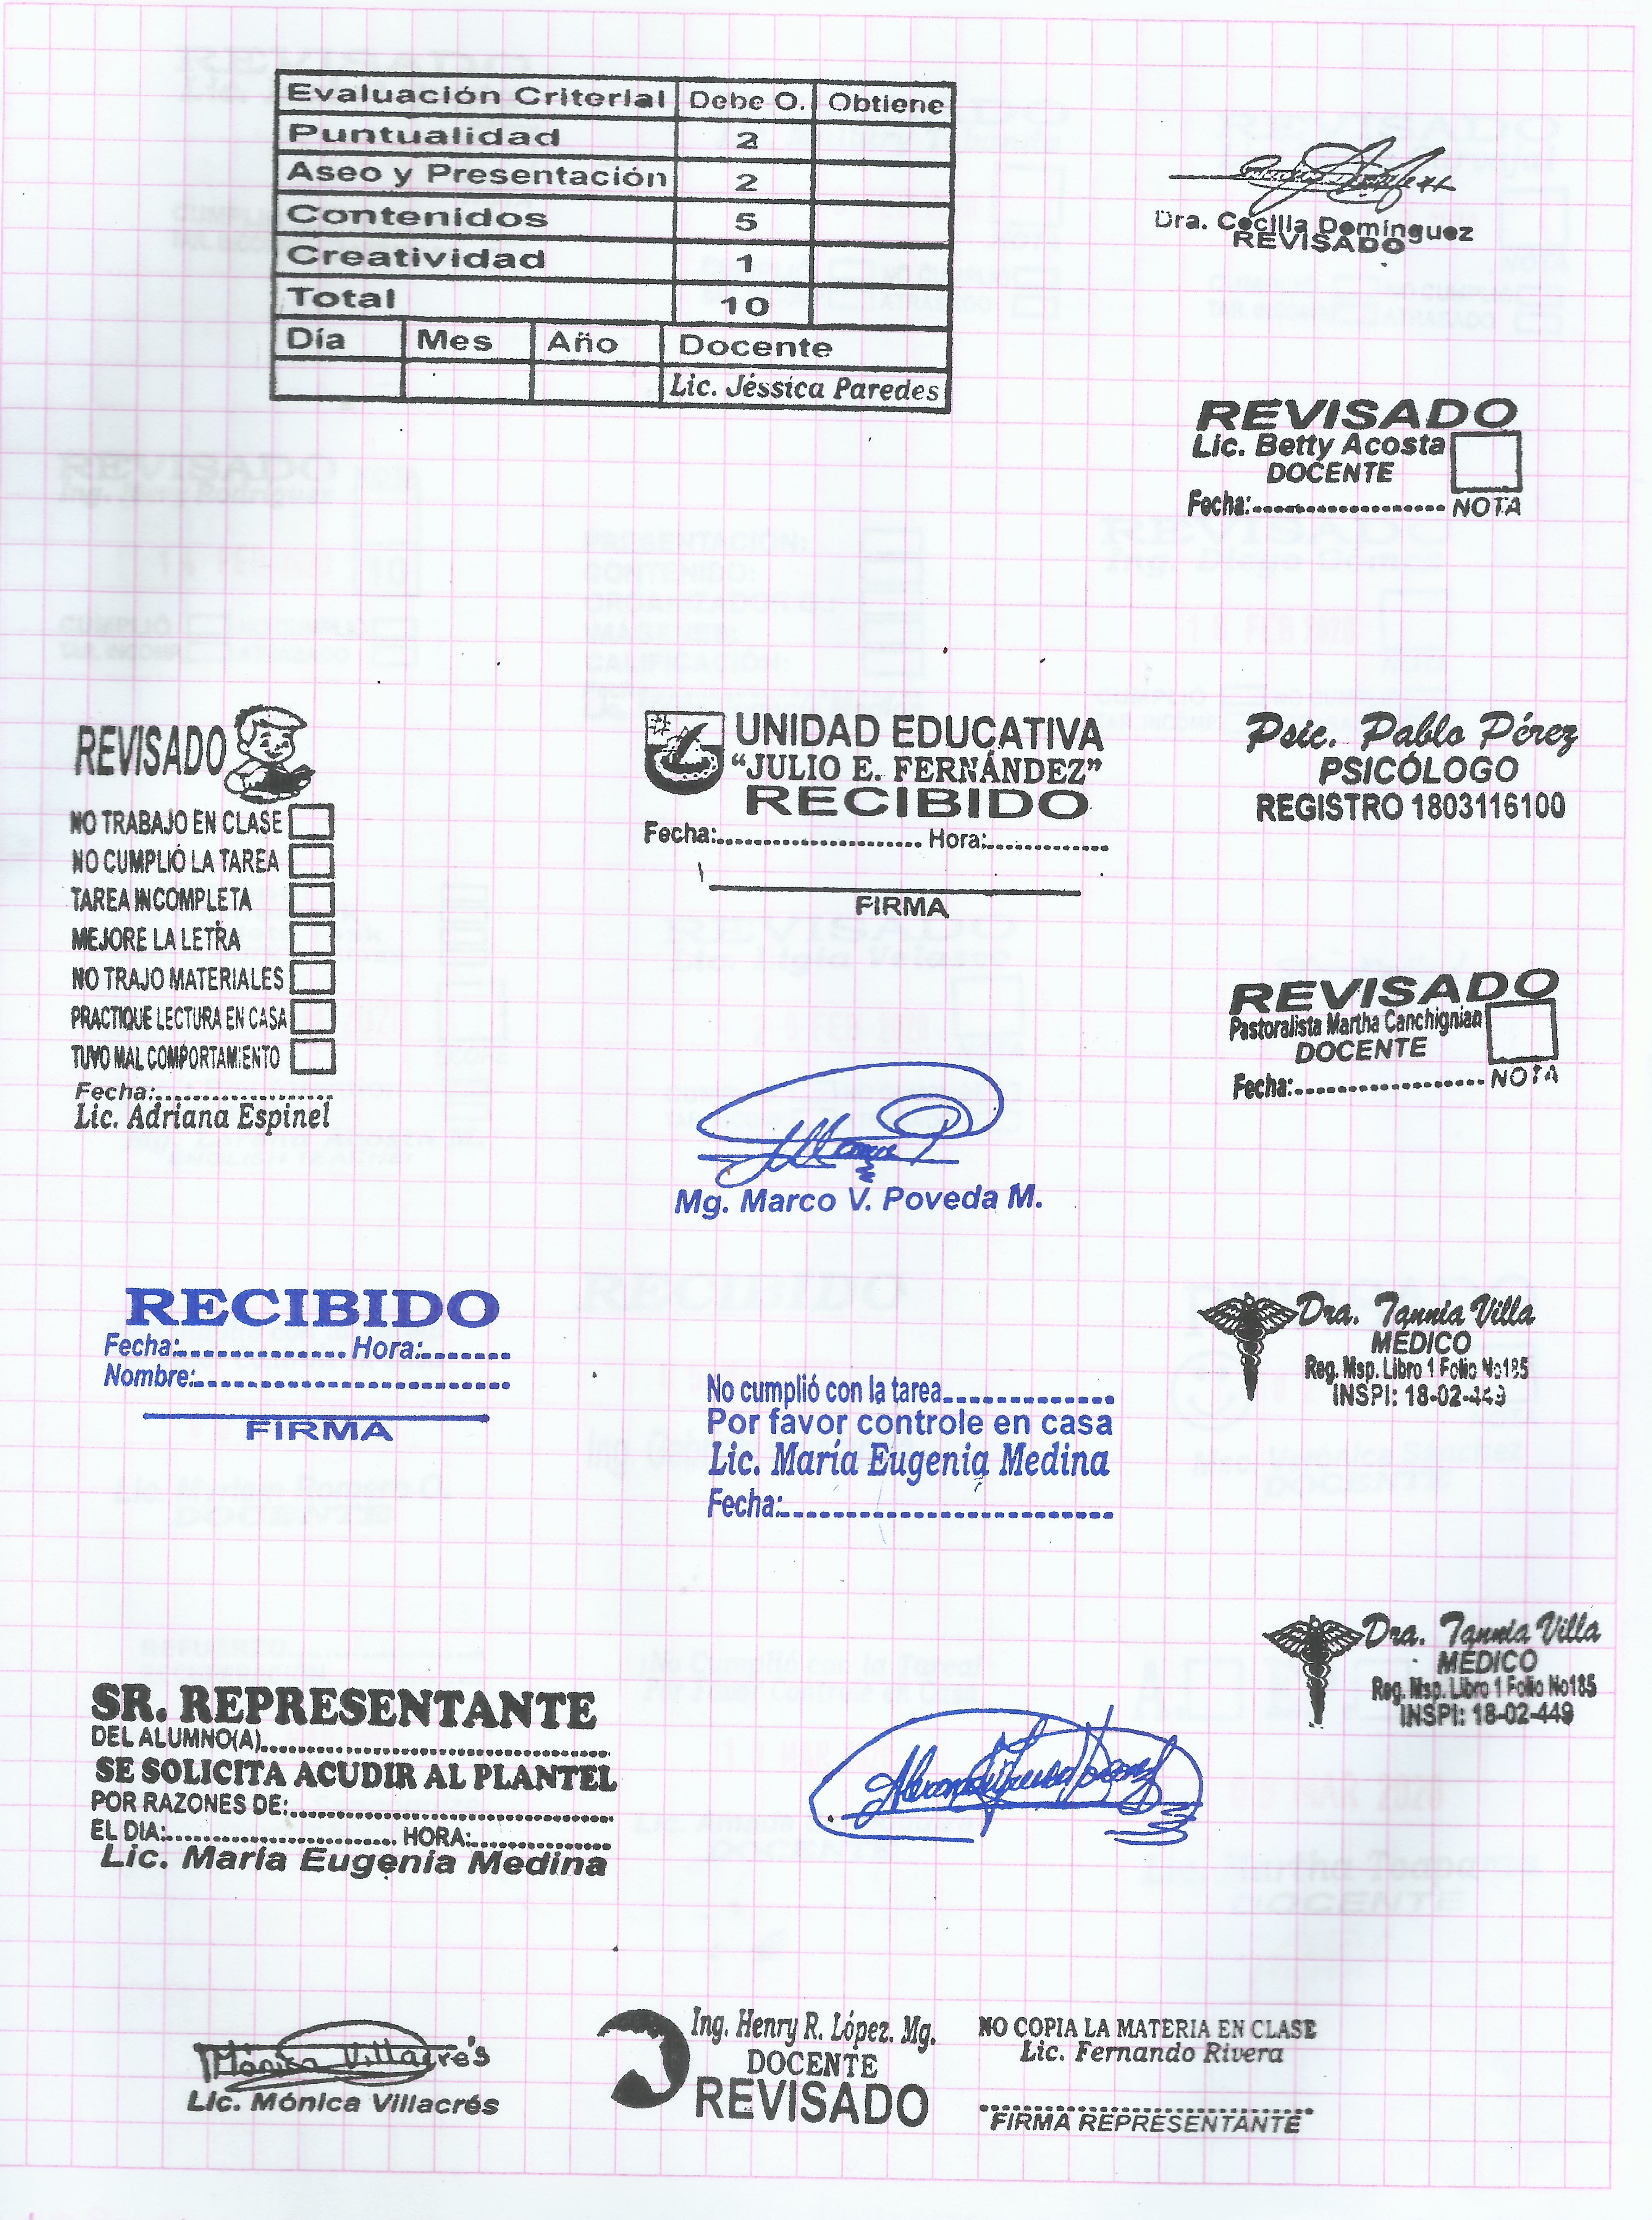 Evaluación Criterial Debe O. Obtiene
Puntualidad 2
Aseo y Presentación 2
Contenidos 5
Creatividad 1
Total 10
Día Mes Año Docente
Lic. Jéssica Paredes
Dra. Cecilia Domínguez
REVISADO
REVISADO
Lic. Betty Acosta
DOCENTE
Fecha:
NOTA
REVISADO
NO TRABAJO EN CLASE
NO CUMPLIÓ LA TAREA
TAREA INCOMPLETA
MEJORE LA LETRA
NO TRAJO MATERIALES
PRACTIQUE LECTURA EN CASA
TUVO MAL COMPORTAMIENTO
Fecha:
Lic. Adriana Espinel
UNIDAD EDUCATIVA
“JULIO E. FERNÁNDEZ”
RECIBIDO
Fecha: Hora:
FIRMA
Psic. Pablo Pérez
PSICÓLOGO
REGISTRO 1803116100
REVISADO
Pastoralista Martha Canchignian
DOCENTE
Fecha:
NOTA
Mg. Marco V. Poveda M.
RECIBIDO
Fecha: Hora:
Nombre:
FIRMA
No cumplió con la tarea
Por favor controle en casa
Lic. María Eugenia Medina
Fecha:
Dra. Tannia Villa
MEDICO
Reg. Msp. Libro 1 Folio No185
INSPI: 18-02-449
Dra. Tannia Villa
MEDICO
Reg. Msp. Libro 1 Folio No185
INSPI: 18-02-449
SR. REPRESENTANTE
DEL ALUMNO(A)
SE SOLICITA ACUDIR AL PLANTEL
POR RAZONES DE:
EL DIA: HORA:
Lic. María Eugenia Medina
Mónica Villacrés
Lic. Mónica Villacrés
Ing. Henry R. López. Mg.
DOCENTE
REVISADO
NO COPIA LA MATERIA EN CLASE
Lic. Fernando Rivera
FIRMA REPRESENTANTE